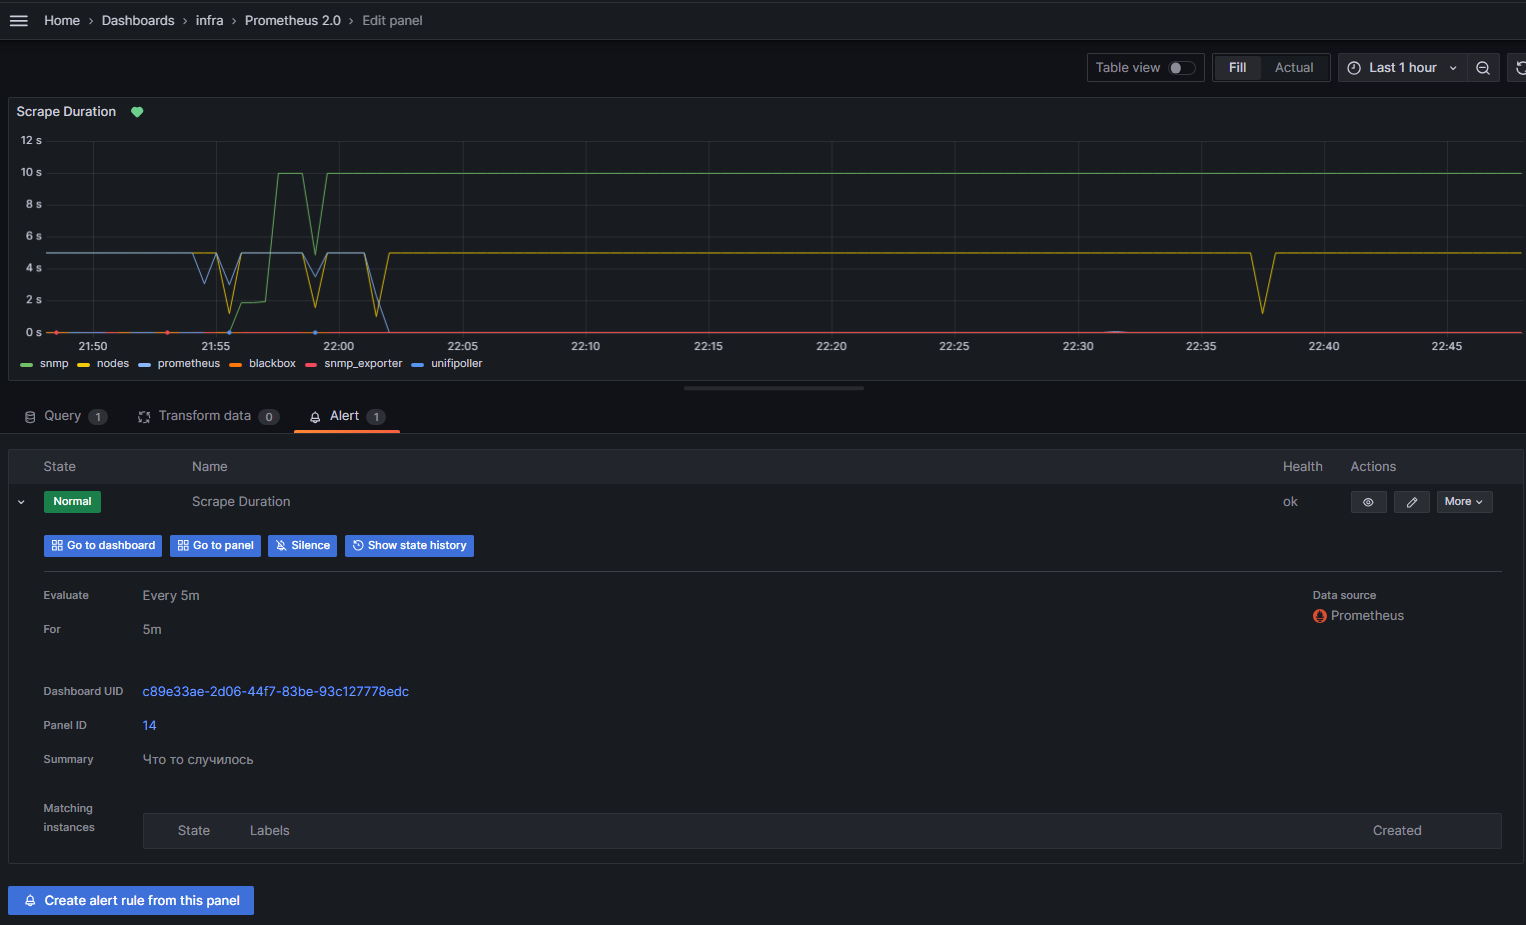 Home › Dashboards › infra › Prometheus 2.0 › Edit panel
Table view Fill Actual Last 1 hour
Scrape Duration
12 s
10 s
8 s
6 s
4 s
2 s
0 s
21:50 21:55 22:00 22:05 22:10 22:15 22:20 22:25 22:30 22:35 22:40 22:45
snmp nodes prometheus blackbox snmp_exporter unifipoller
Query 1 Transform data 0 Alert 1
State Name Health Actions
Normal Scrape Duration ok More
Go to dashboard Go to panel Silence Show state history
Evaluate Every 5m Data source
Prometheus
For 5m
Dashboard UID c89e33ae-2d06-44f7-83be-93c127778edc
Panel ID 14
Summary Что то случилось
Matching
instances
State Labels Created
Create alert rule from this panel